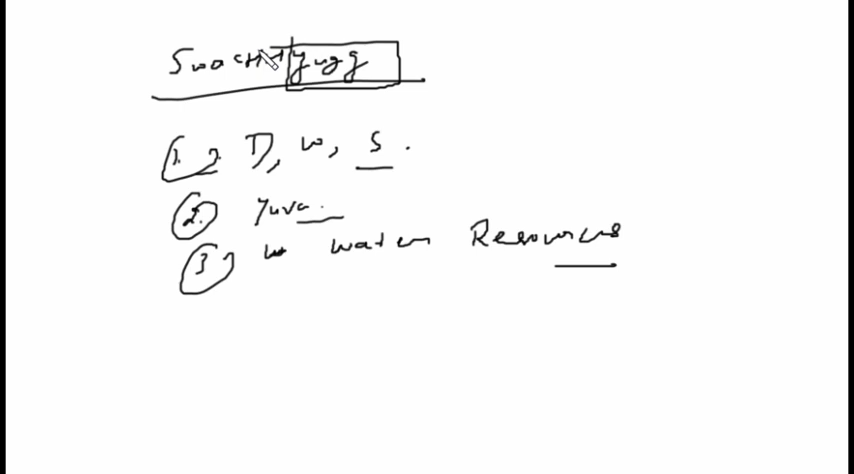 Swachhyugg
1. D, W, S.
2. Yuva.
3 W Water Resources